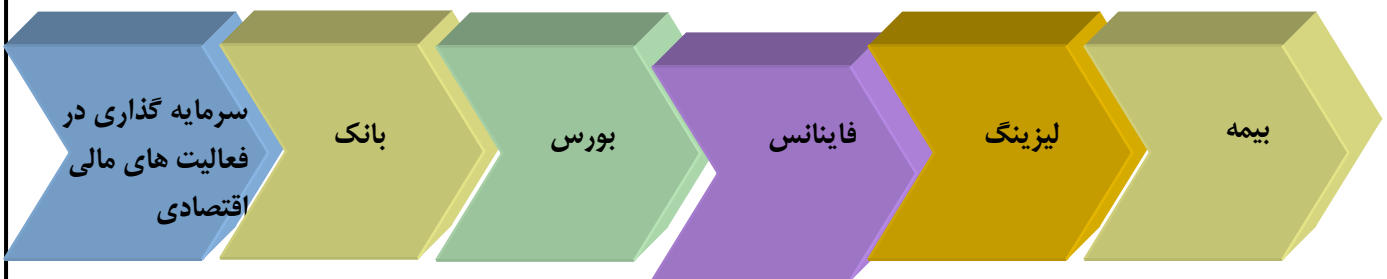 سرمایه گذاری در
فعالیت های مالی
اقتصادی
بانک
بورس
فاینانس
لیزینگ
بیمه